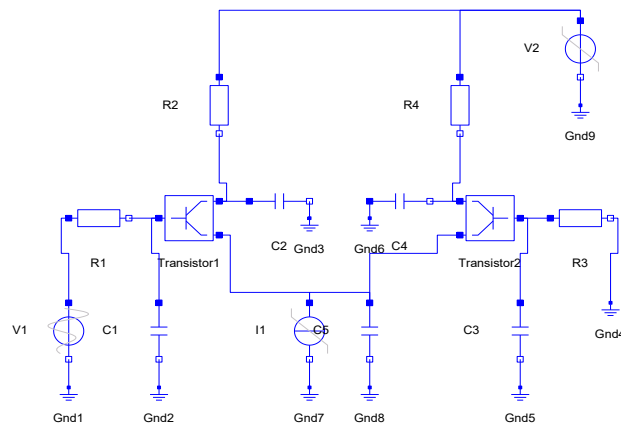 V2
R2
R4
Gnd9
C2
Gnd3
Gnd6
C4
R1
Transistor1
Transistor2
R3
V1
C1
I1
C5
C3
Gnd4
Gnd1
Gnd2
Gnd7
Gnd8
Gnd5